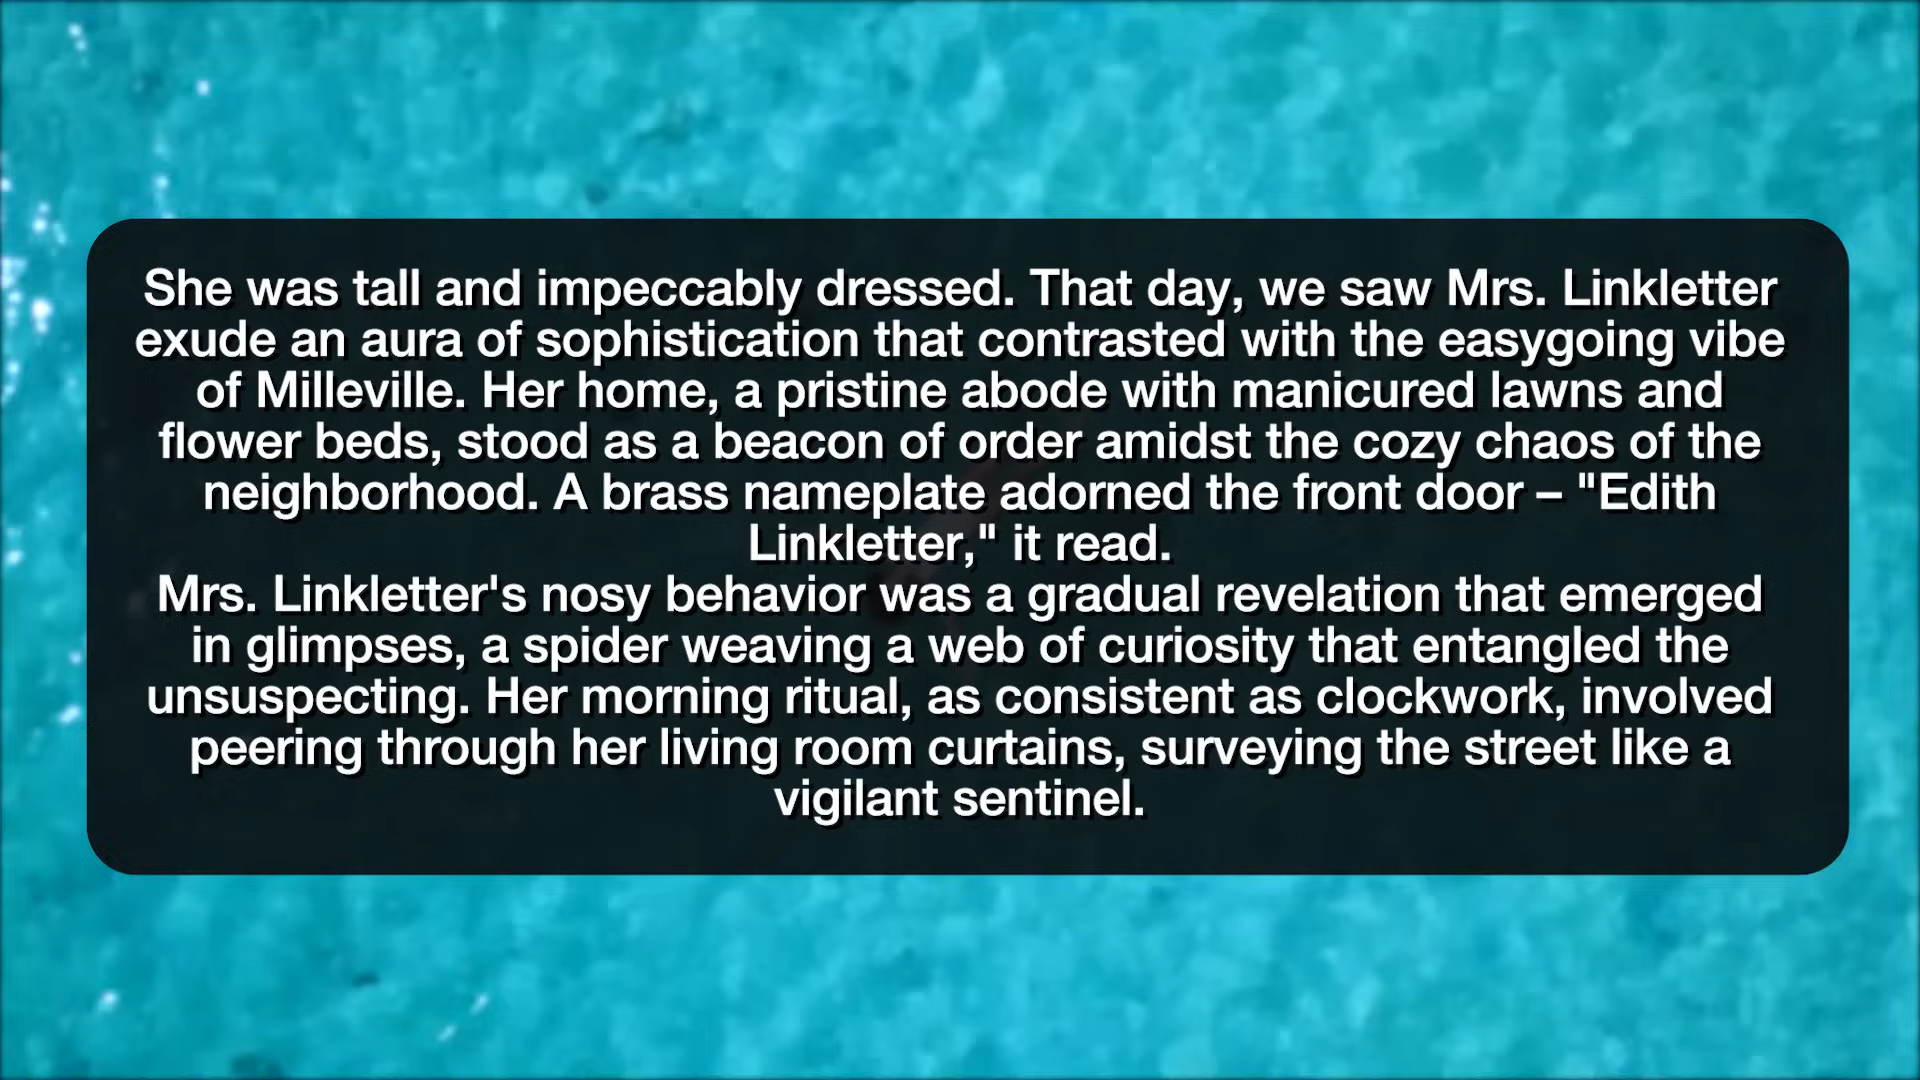 She was tall and impeccably dressed. That day, we saw Mrs. Linkletter
exude an aura of sophistication that contrasted with the easygoing vibe
of Milleville. Her home, a pristine abode with manicured lawns and
flower beds, stood as a beacon of order amidst the cozy chaos of the
neighborhood. A brass nameplate adorned the front door – "Edith
Linkletter," it read.
Mrs. Linkletter's nosy behavior was a gradual revelation that emerged
in glimpses, a spider weaving a web of curiosity that entangled the
unsuspecting. Her morning ritual, as consistent as clockwork, involved
peering through her living room curtains, surveying the street like a
vigilant sentinel.